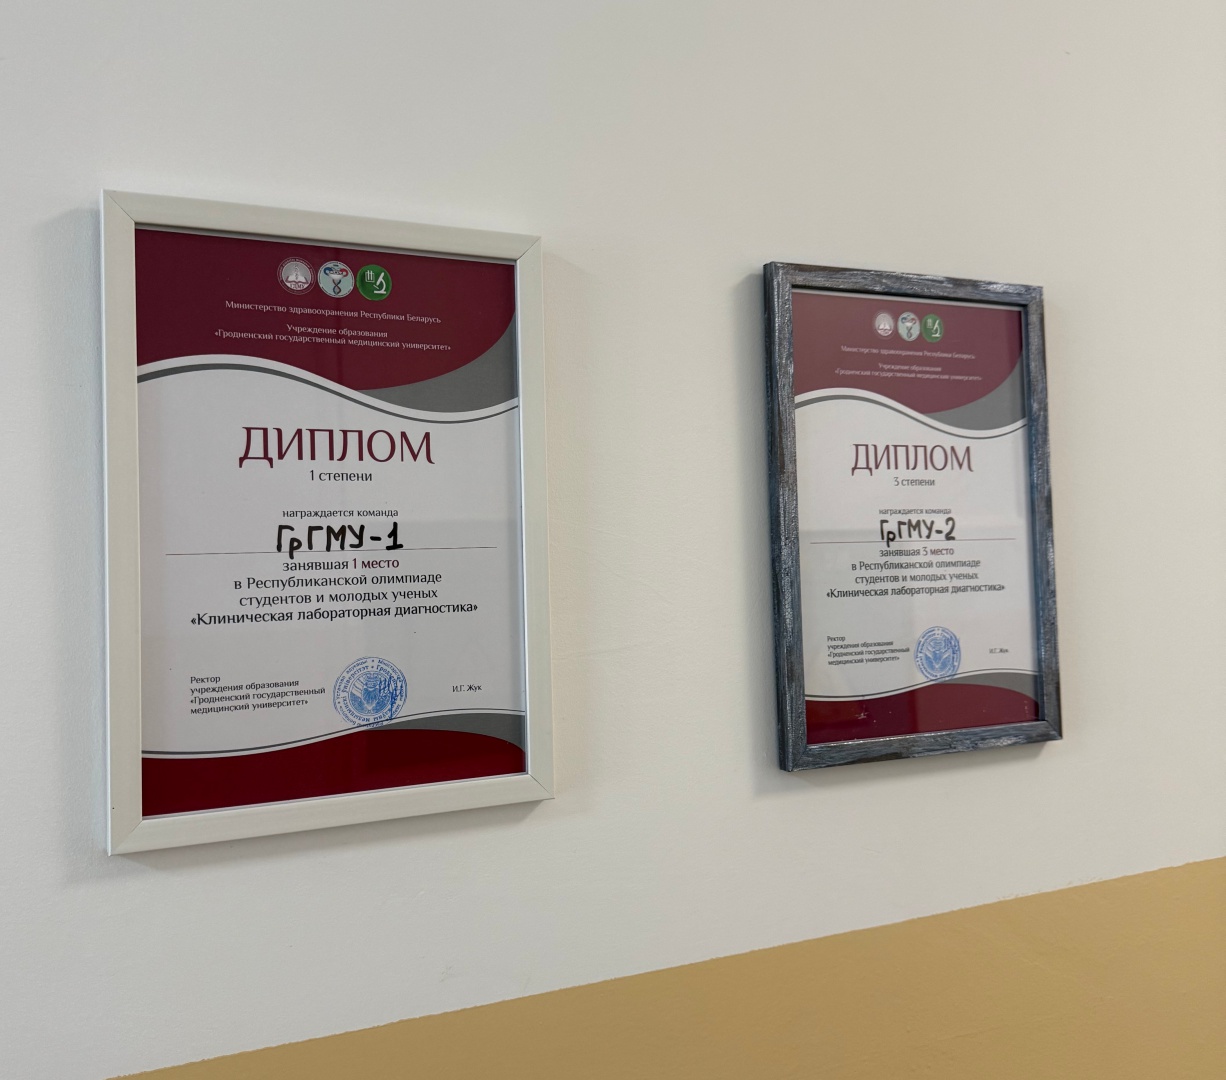 Министерство здравоохранения Республики Беларусь
Учреждение образования
«Гродненский государственный медицинский университет»
ДИПЛОМ
1 степени
награждается команда
ГрГМУ-1
занявшая 1 место
в Республиканской олимпиаде
студентов и молодых ученых
«Клиническая лабораторная диагностика»
Ректор
учреждения образования
«Гродненский государственный
медицинский университет»
И.Г. Жук
Министерство здравоохранения Республики Беларусь
Учреждение образования
«Гродненский государственный медицинский университет»
ДИПЛОМ
3 степени
награждается команда
ГрГМУ-2
занявшая 3 место
в Республиканской олимпиаде
студентов и молодых ученых
«Клиническая лабораторная диагностика»
Ректор
учреждения образования
«Гродненский государственный
медицинский университет»
И.Г. Жук